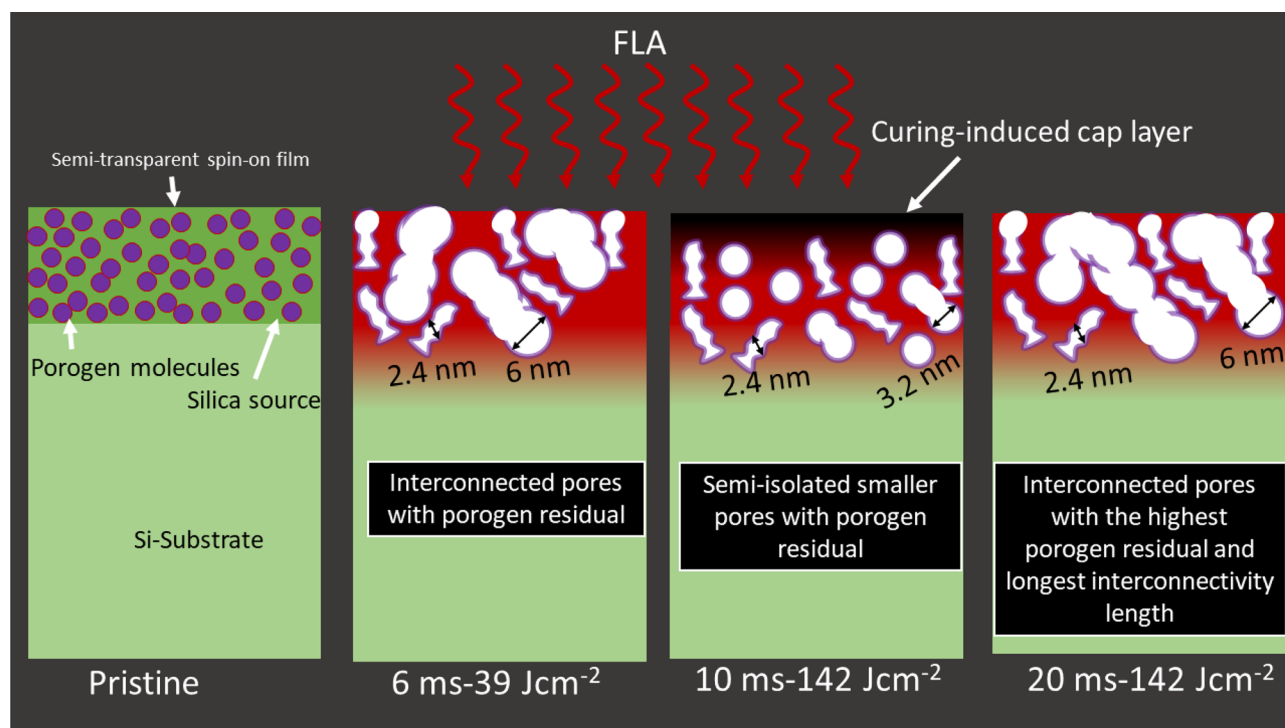 FLA
Curing-induced cap layer
Semi-transparent spin-on film
Porogen molecules
Silica source
Si-Substrate
Pristine
2.4 nm
6 nm
Interconnected pores
with porogen residual
6 ms-39 Jcm-2
2.4 nm
3.2 nm
Semi-isolated smaller
pores with porogen
residual
10 ms-142 Jcm-2
2.4 nm
6 nm
Interconnected pores
with the highest
porogen residual and
longest interconnectivity
length
20 ms-142 Jcm-2